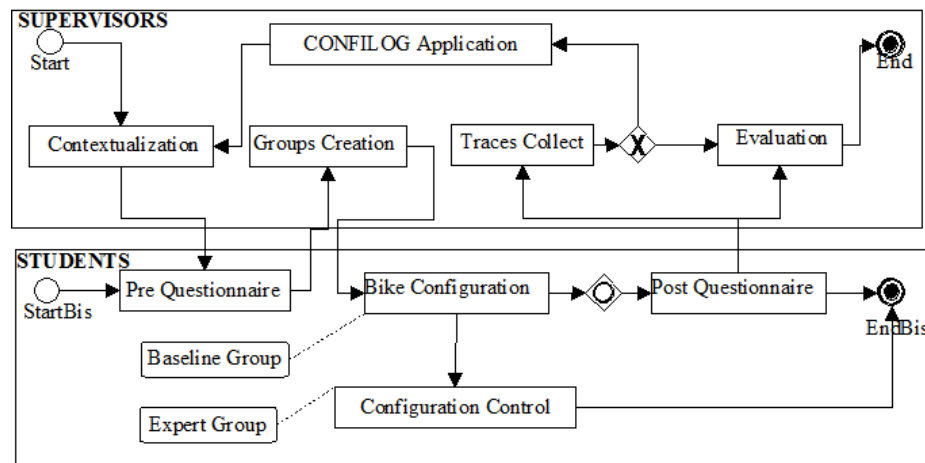 SUPERVISORS
Start
CONFILOG Application
End
Contextualization
Groups Creation
Traces Collect
X
Evaluation
STUDENTS
StartBis
Pre Questionnaire
Bike Configuration
Post Questionnaire
EndBis
Baseline Group
Configuration Control
Expert Group